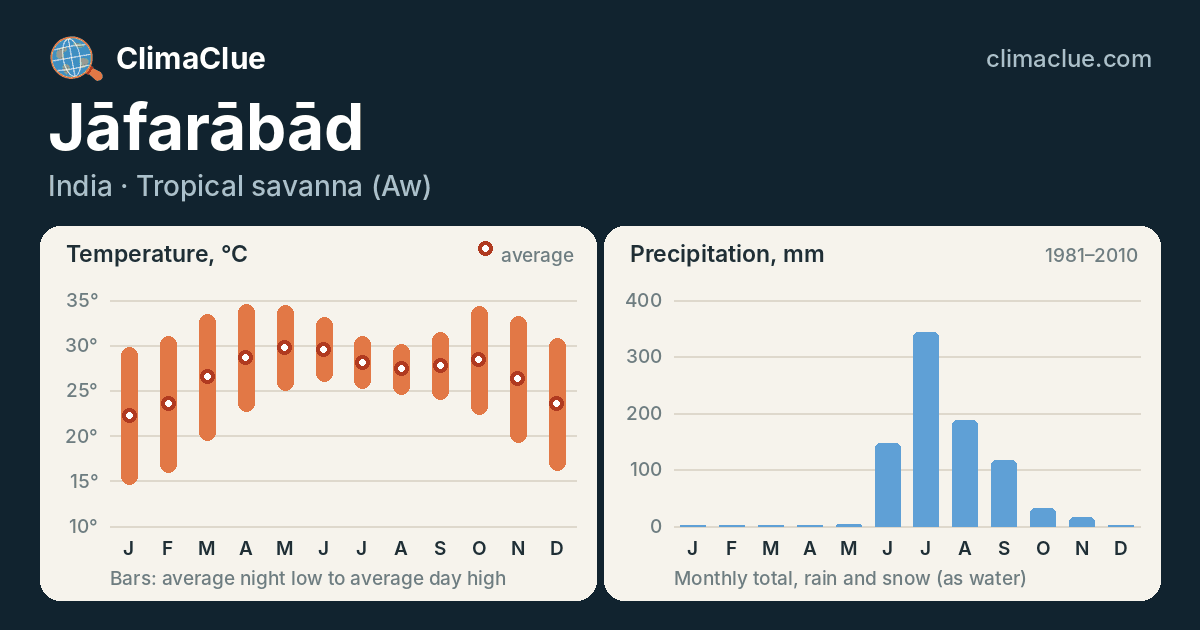 ClimaClue
climaclue.com
Jāfarābād
India · Tropical savanna (Aw)
Temperature, °C
average
35°
30°
25°
20°
15°
10°
J F M A M J J A S O N D
Bars: average night low to average day high
Precipitation, mm
1981–2010
400
300
200
100
0
J F M A M J J A S O N D
Monthly total, rain and snow (as water)